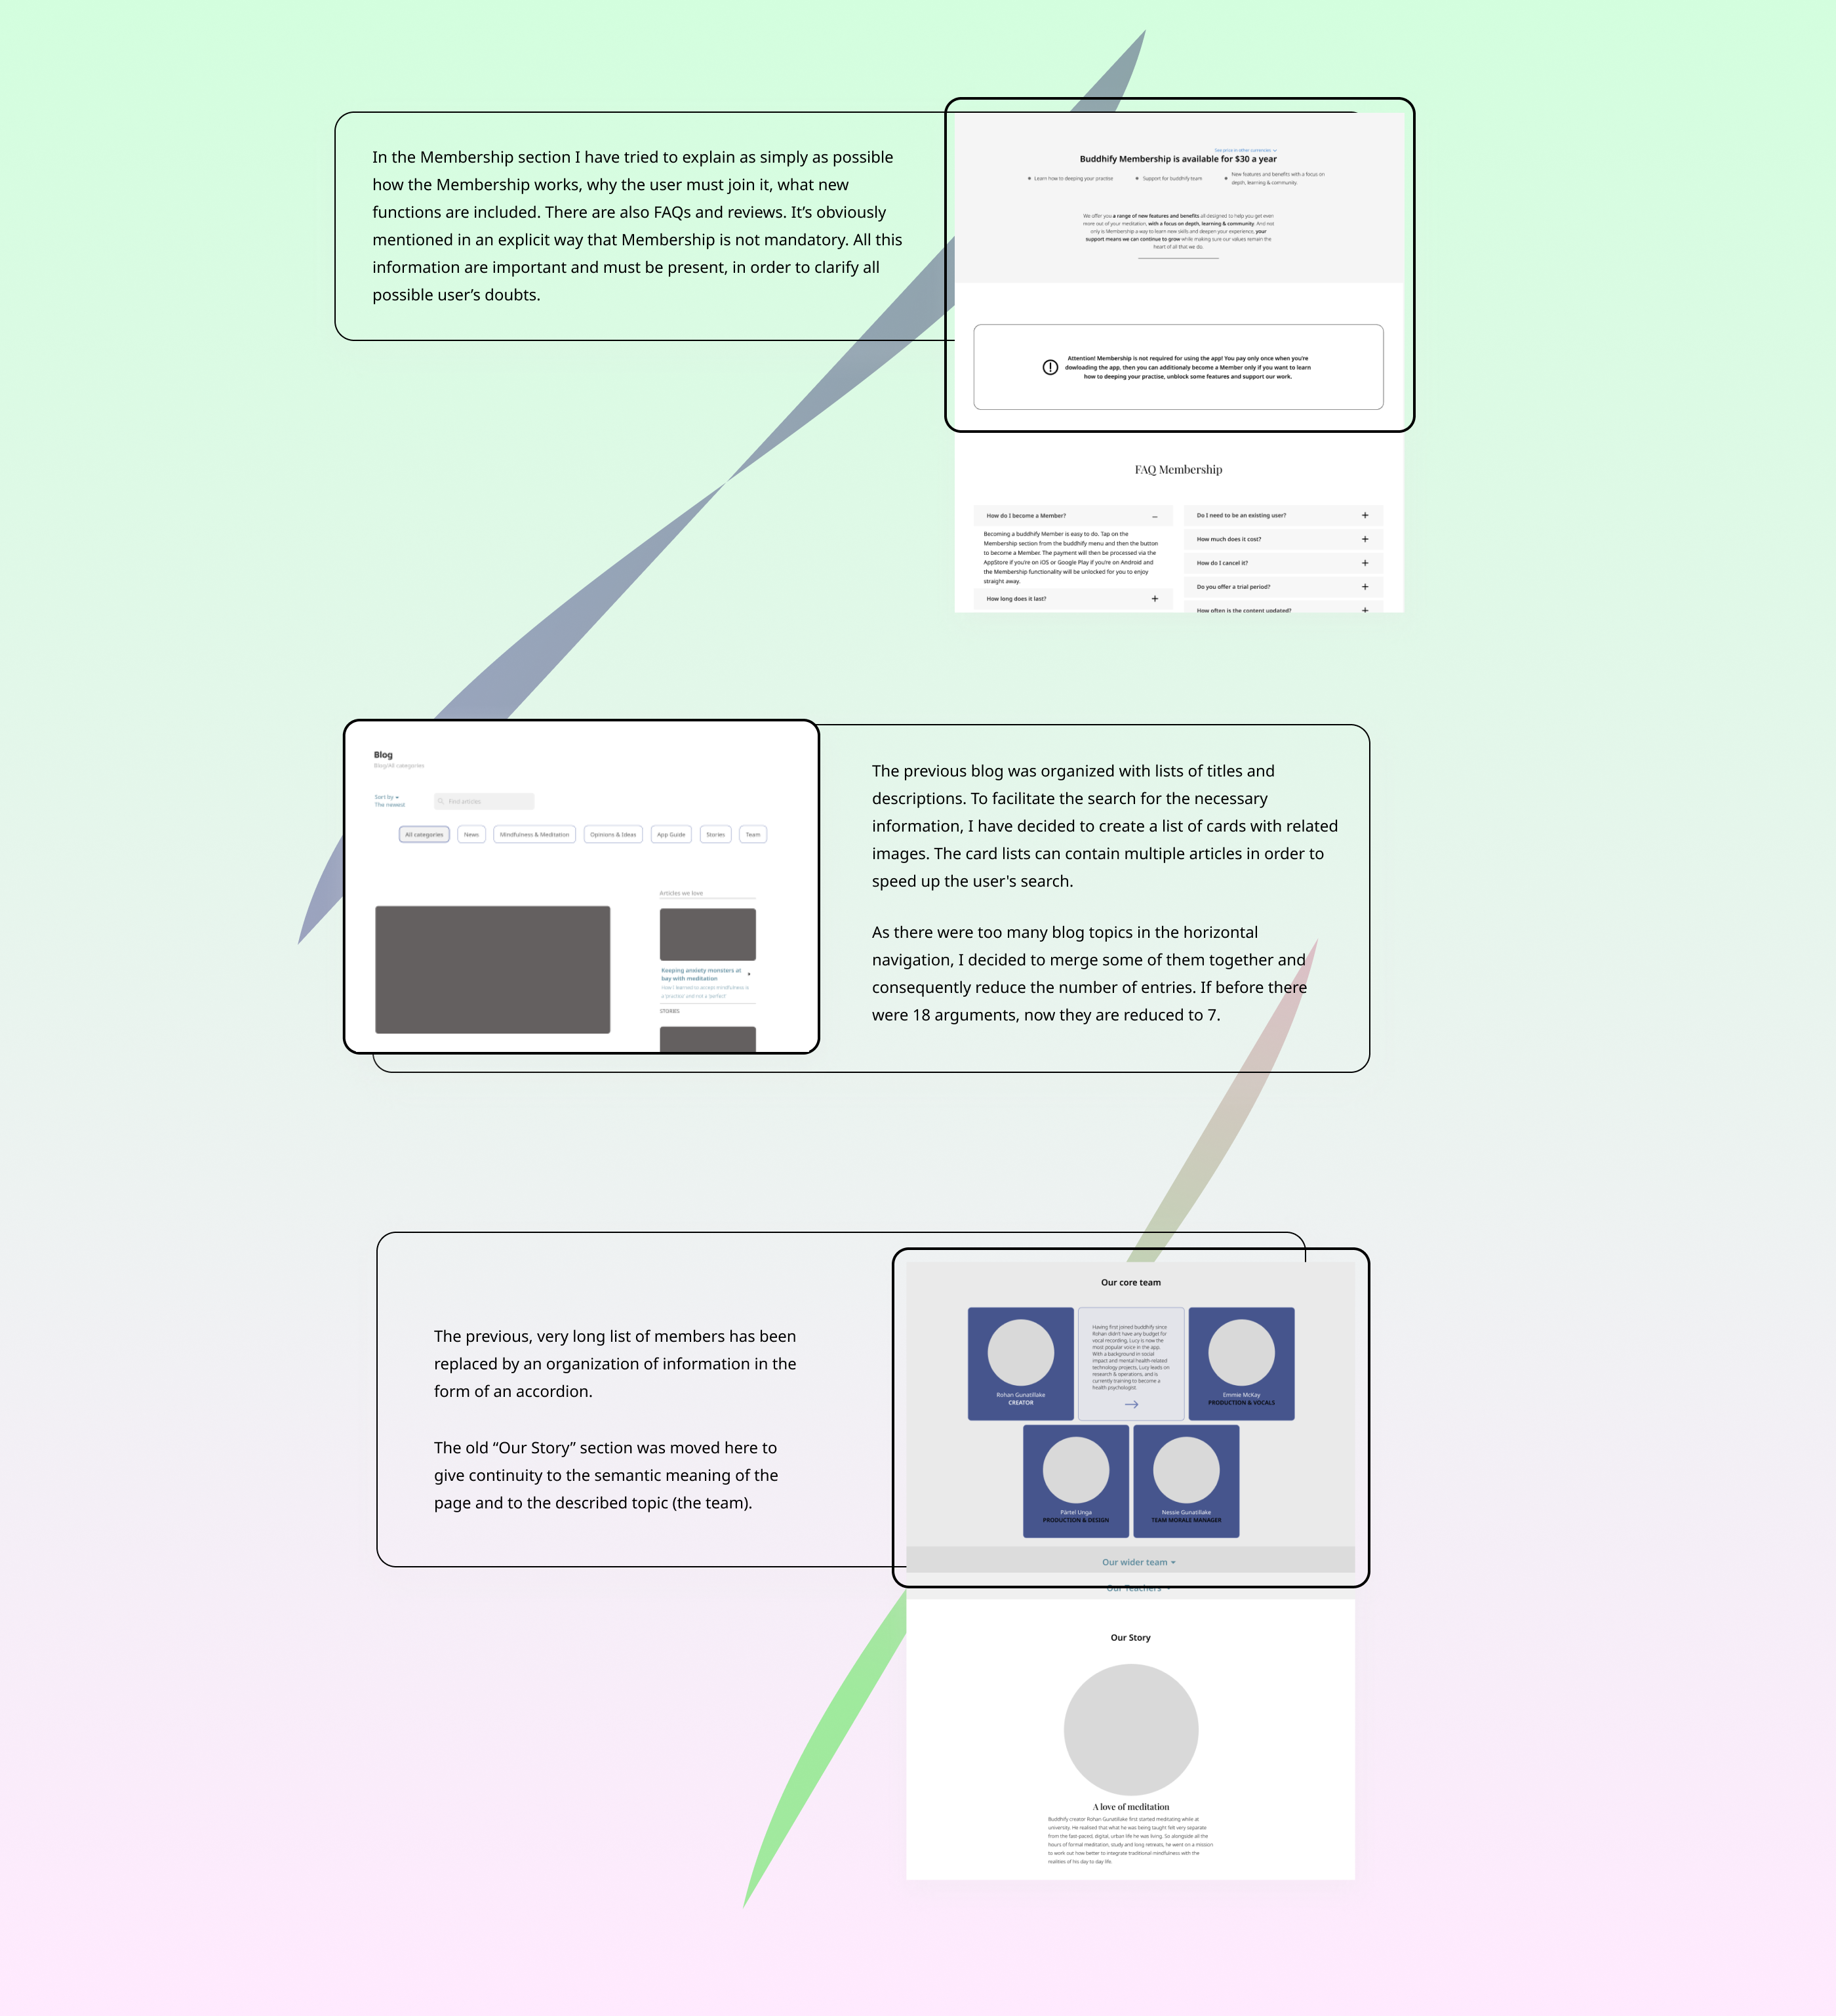 In the Membership section I have tried to explain as simply as possible
how the Membership works, why the user must join it, what new
functions are included. There are also FAQs and reviews. It’s obviously
mentioned in an explicit way that Membership is not mandatory. All this
information are important and must be present, in order to clarify all
possible user’s doubts.
See price in other currencies
Buddhify Membership is available for $30 a year
Learn how to deeping your practise
Support for buddhify team
New features and benefits with a focus on
depth, learning & community.
We offer you a range of new features and benefits all designed to help you get even
more out of your meditation, with a focus on depth, learning & community. And not
only is Membership a way to learn new skills and deepen your experience, your
support means we can continue to grow while making sure our values remain the
heart of all that we do.
Attention! Membership is not required for using the app! You pay only once when you’re
dowloading the app, then you can additionaly become a Member only if you want to learn
how to deeping your practise, unblock some features and support our work.
FAQ Membership
How do I become a Member?
Becoming a buddhify Member is easy to do. Tap on the
Membership section from the buddhify menu and then the button
to become a Member. The payment will then be processed via the
AppStore if you’re on iOS or Google Play if you’re on Android and
the Membership functionality will be unlocked for you to enjoy
straight away.
How long does it last?
Do I need to be an existing user?
How much does it cost?
How do I cancel it?
Do you offer a trial period?
How often is the content updated?
Blog
Blog/All categories
Sort by
The newest
Find articles
All categories
News
Mindfulness & Meditation
Opinions & Ideas
App Guide
Stories
Team
Articles we love
Keeping anxiety monsters at
bay with meditation
How I learned to accept mindfulness is
a ‘practise’ and not a ‘perfect’
STORIES
The previous blog was organized with lists of titles and
descriptions. To facilitate the search for the necessary
information, I have decided to create a list of cards with related
images. The card lists can contain multiple articles in order to
speed up the user's search.
As there were too many blog topics in the horizontal
navigation, I decided to merge some of them together and
consequently reduce the number of entries. If before there
were 18 arguments, now they are reduced to 7.
The previous, very long list of members has been
replaced by an organization of information in the
form of an accordion.
The old “Our Story” section was moved here to
give continuity to the semantic meaning of the
page and to the described topic (the team).
Our core team
Rohan Gunatillake
CREATOR
Having first joined buddhify since
Rohan didn’t have any budget for
vocal recording, Lucy is now the
most popular voice in the app.
With a background in social
impact and mental health-related
technology projects, Lucy leads on
research & operations, and is
currently training to become a
health psychologist.
Emmie McKay
PRODUCTION & VOCALS
Pärtel Unga
PRODUCTION & DESIGN
Nessie Gunatillake
TEAM MORALE MANAGER
Our wider team
Our Teachers
Our Story
A love of meditation
Buddhify creator Rohan Gunatillake first started meditating while at
university. He realised that what he was being taught felt very separate
from the fast-paced, digital, urban life he was living. So alongside all the
hours of formal meditation, study and long retreats, he went on a mission
to work out how better to integrate traditional mindfulness with the
realities of his day to day life.